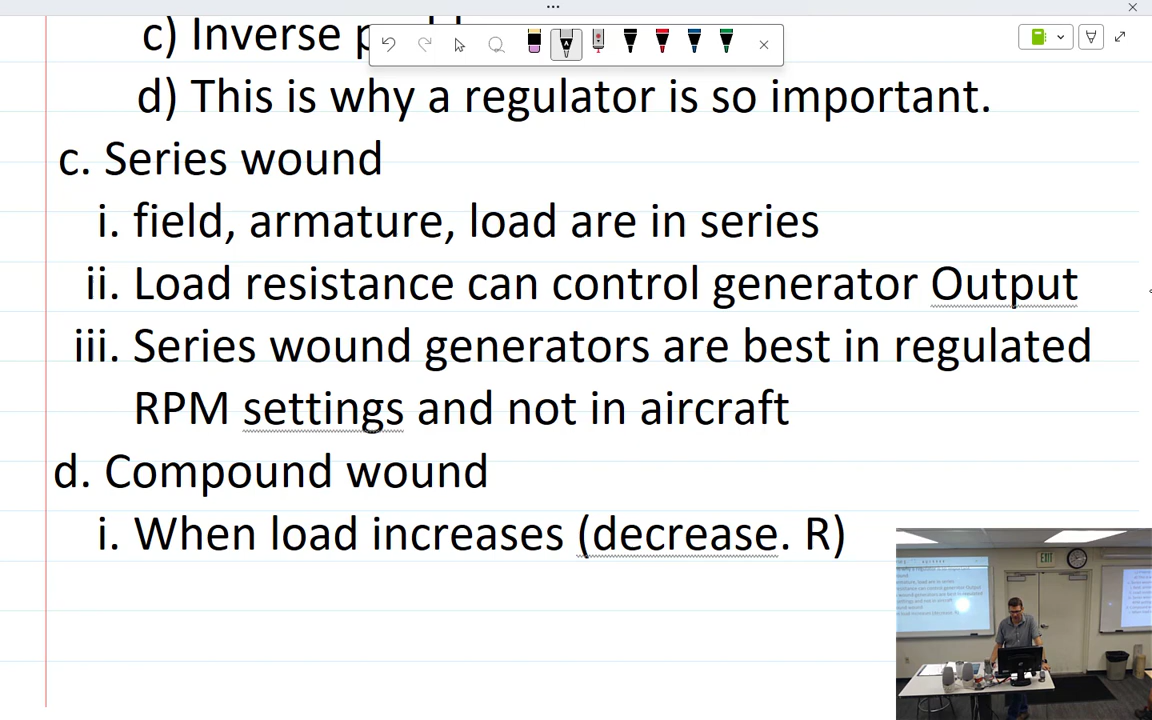 c) Inverse
d) This is why a regulator is so important.
c. Series wound
i. field, armature, load are in series
ii. Load resistance can control generator Output
iii. Series wound generators are best in regulated
RPM settings and not in aircraft
d. Compound wound
i. When load increases (decrease. R)
EXIT